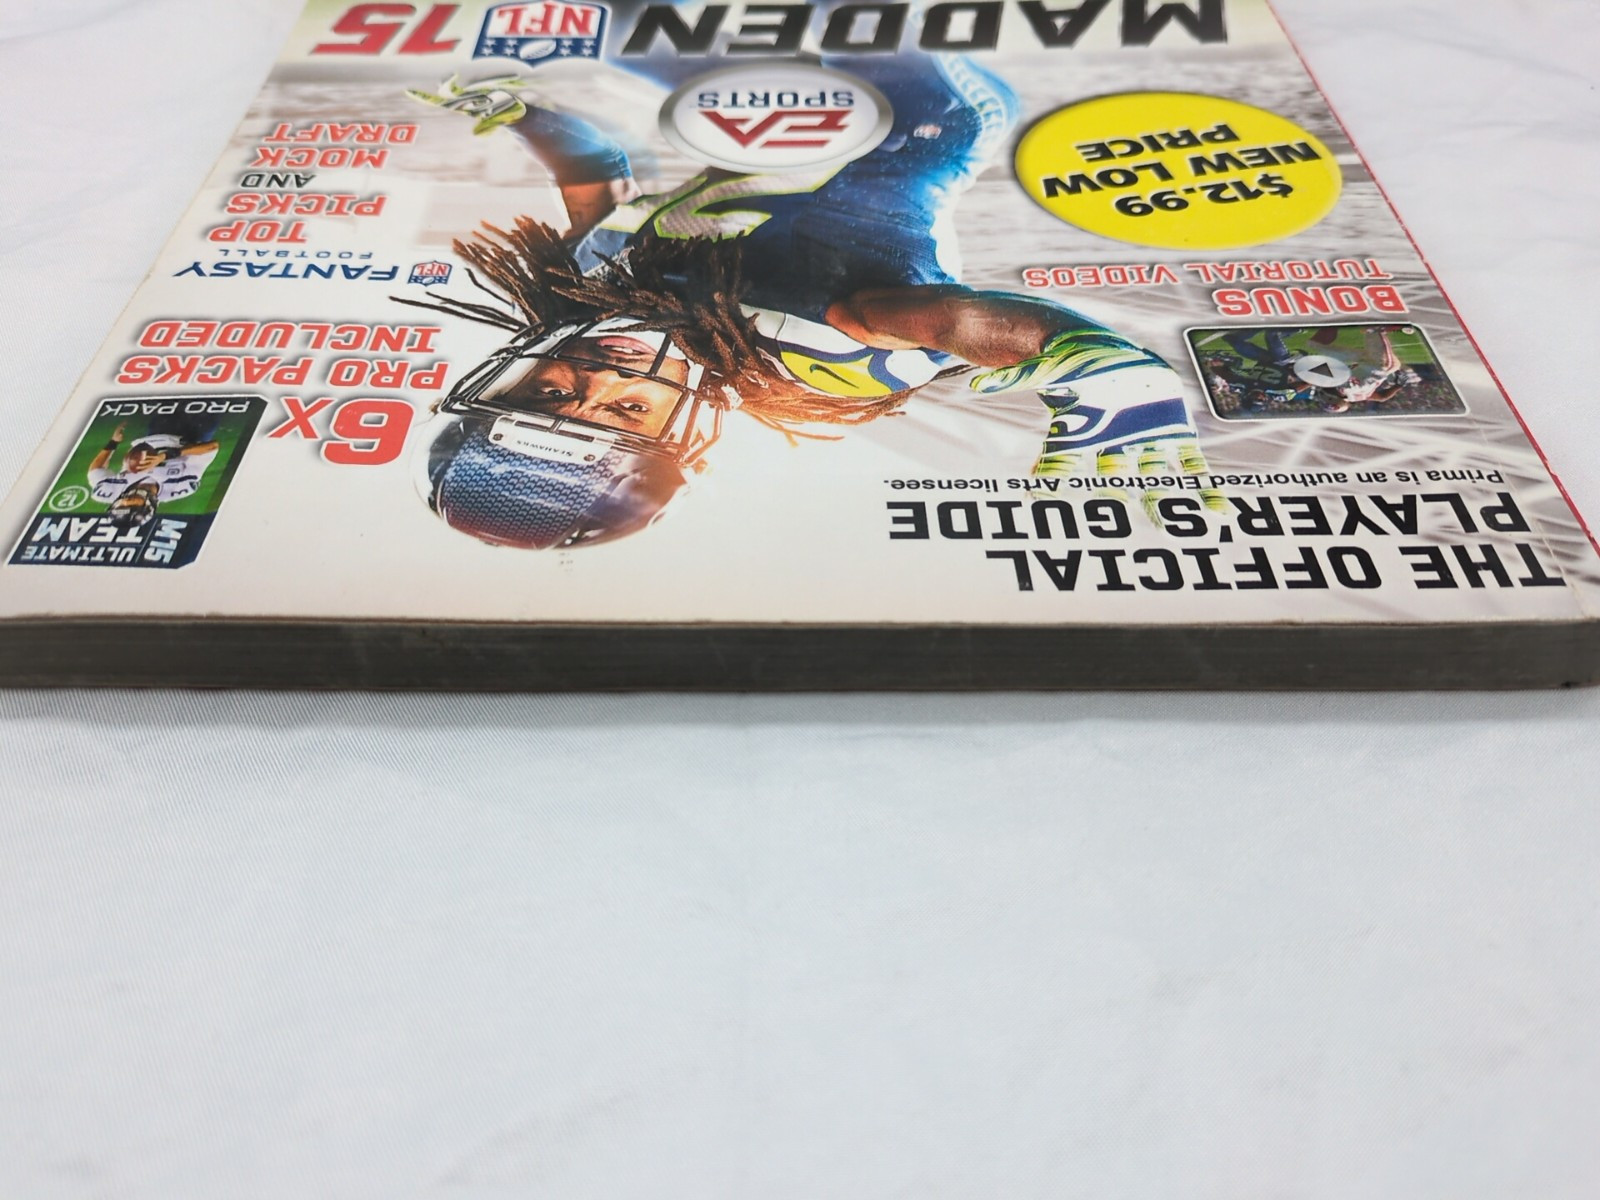 MADDEN NFL 15
EA
SPORTS
$12.99
NEW LOW
PRICE
BONUS
TUTORIAL VIDEOS
THE OFFICIAL
PLAYER'S GUIDE
Prima is an authorized Electronic Arts licensee.
M15 ULTIMATE
TEAM
12
PRO PACK
6X
PRO PACKS
INCLUDED
NFL FANTASY
FOOTBALL
TOP
PICKS
AND
MOCK
DRAFT
SEAHAWKS